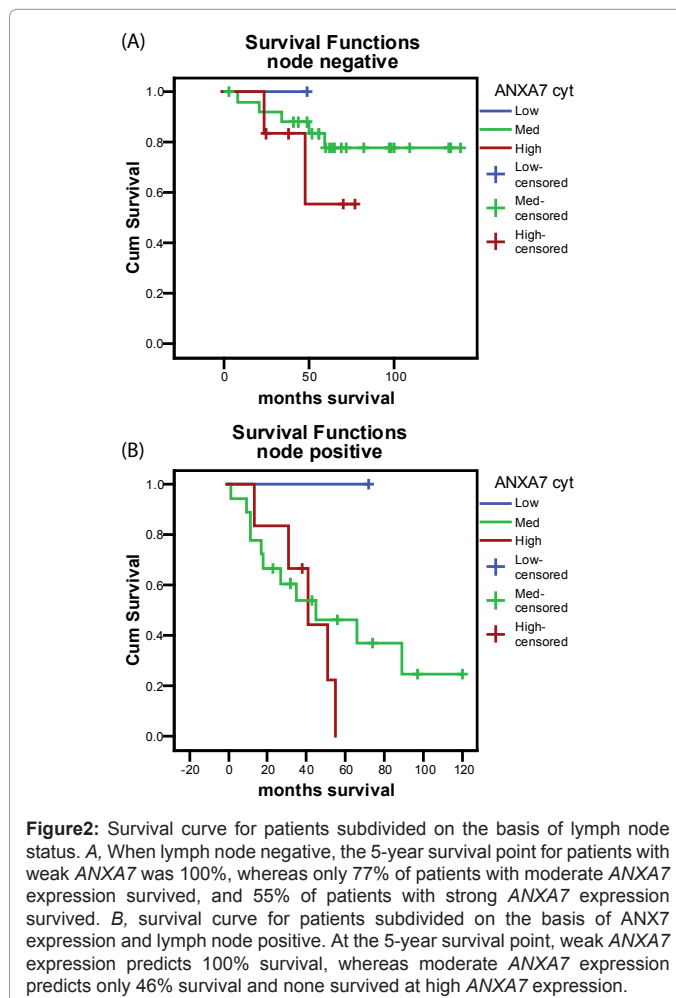 (A)
Survival Functions
node negative
ANXA7 cyt
Low
Med
High
Low-
censored
Med-
censored
High-
censored
Cum Survival
1.0
0.8
0.6
0.4
0.2
0.0
0
50
100
months survival
(B)
Survival Functions
node positive
ANXA7 cyt
Low
Med
High
Low-
censored
Med-
censored
High-
censored
Cum Survival
1.0
0.8
0.6
0.4
0.2
0.0
-20
0
20
40
60
80
100
120
months survival
Figure2: Survival curve for patients subdivided on the basis of lymph node
status. A, When lymph node negative, the 5-year survival point for patients with
weak ANXA7 was 100%, whereas only 77% of patients with moderate ANXA7
expression survived, and 55% of patients with strong ANXA7 expression
survived. B, survival curve for patients subdivided on the basis of ANX7
expression and lymph node positive. At the 5-year survival point, weak ANXA7
expression predicts 100% survival, whereas moderate ANXA7 expression
predicts only 46% survival and none survived at high ANXA7 expression.